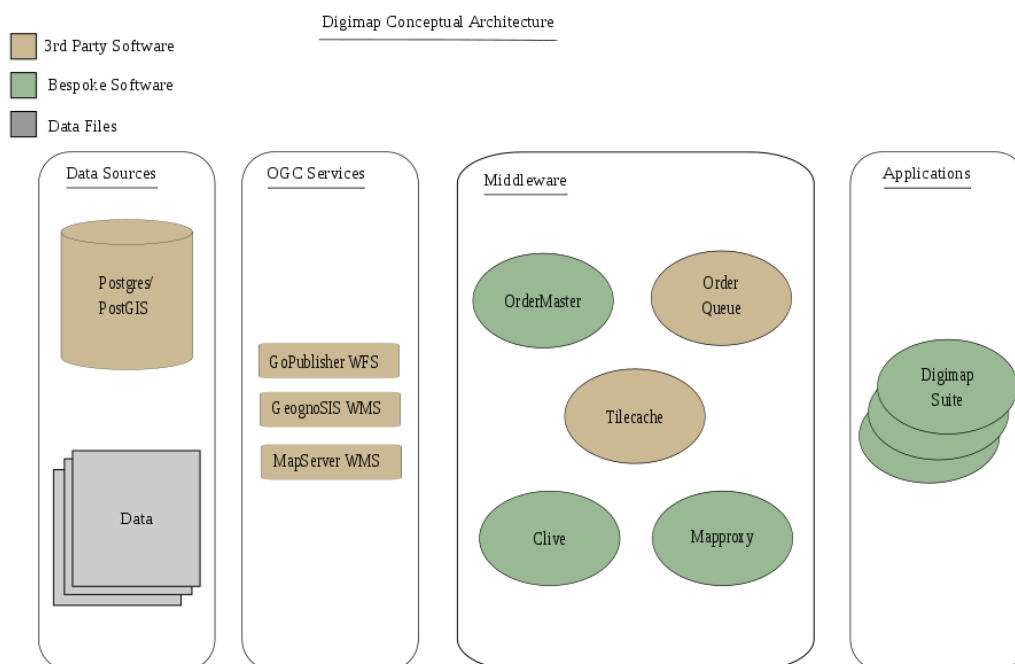 Digimap Conceptual Architecture
3rd Party Software
Bespoke Software
Data Files
Data Sources
Postgres/
PostGIS
Data
OGC Services
GoPublisher WFS
GeognoSIS WMS
MapServer WMS
Middleware
OrderMaster
Order
Queue
Tilecache
Clive
Mapproxy
Applications
Digimap
Suite